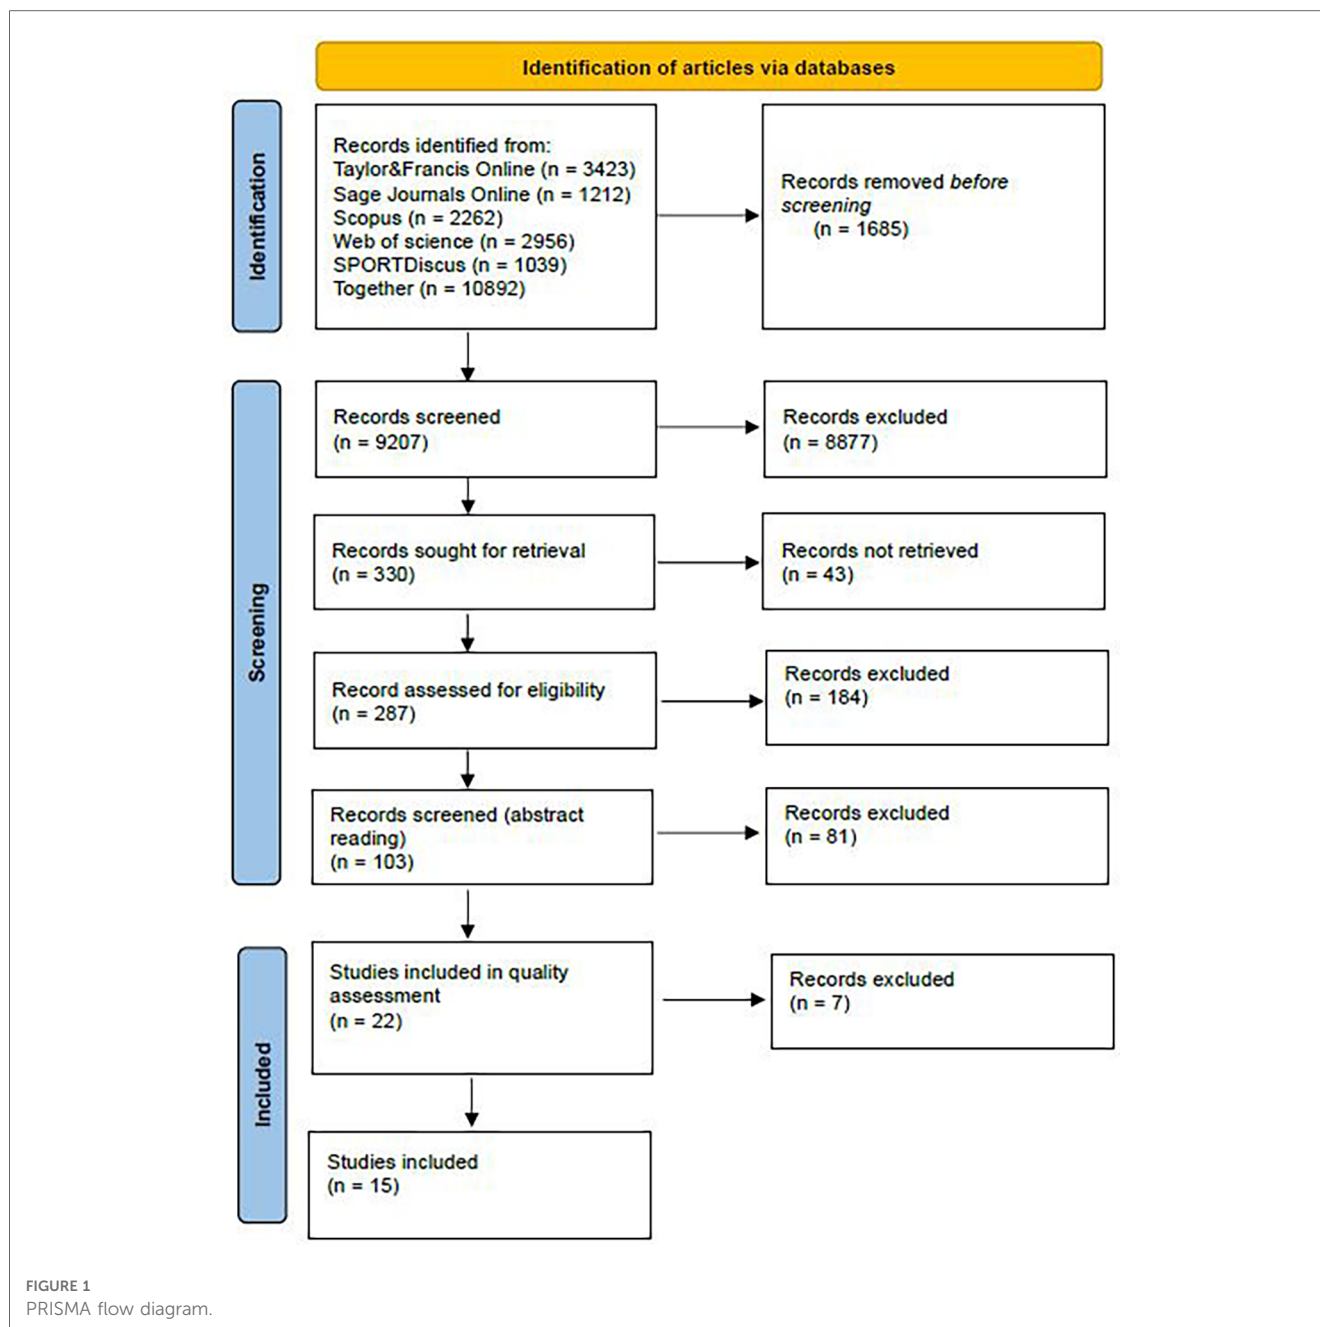 Identification of articles via databases
Identification
Records identified from:
Taylor&Francis Online (n = 3423)
Sage Journals Online (n = 1212)
Scopus (n = 2262)
Web of science (n = 2956)
SPORTDiscus (n = 1039)
Together (n = 10892)
Records removed before
screening
(n = 1685)
Screening
Records screened
(n = 9207)
Records excluded
(n = 8877)
Records sought for retrieval
(n = 330)
Records not retrieved
(n = 43)
Record assessed for eligibility
(n = 287)
Records excluded
(n = 184)
Records screened (abstract
reading)
(n = 103)
Records excluded
(n = 81)
Included
Studies included in quality
assessment
(n = 22)
Records excluded
(n = 7)
Studies included
(n = 15)
FIGURE 1
PRISMA flow diagram.